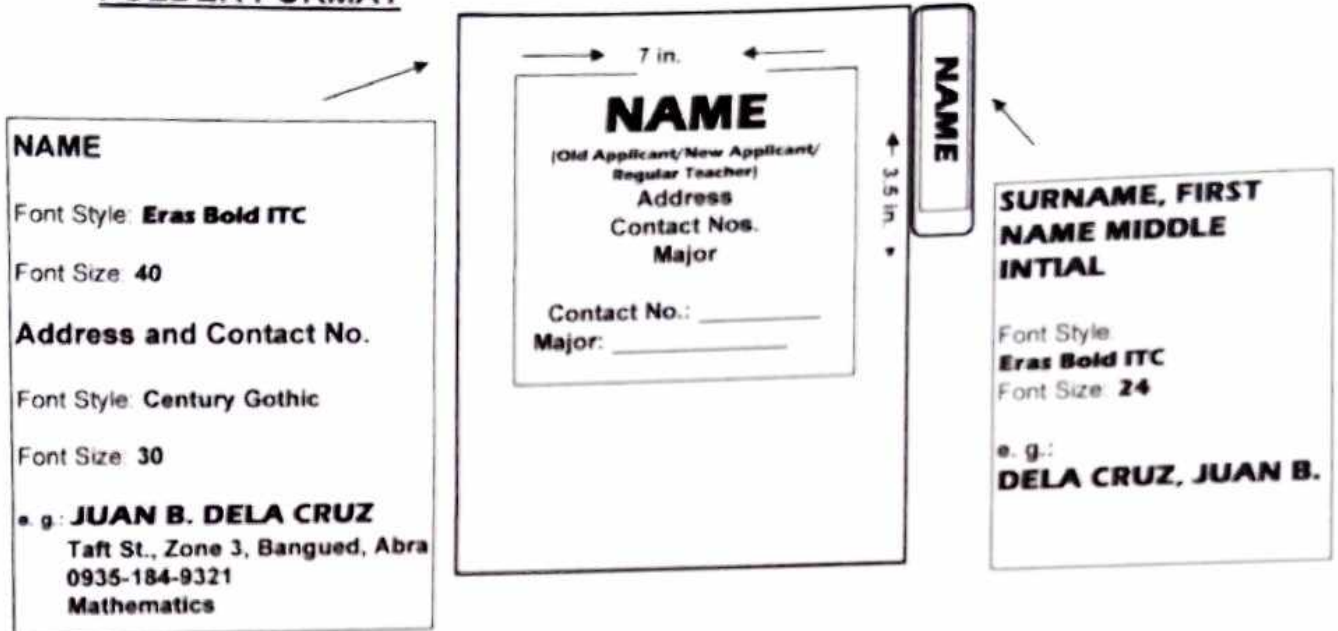 NAME
Font Style: Eras Bold ITC
Font Size: 40
Address and Contact No.
Font Style: Century Gothic
Font Size: 30
e. g.: JUAN B. DELA CRUZ
Taft St., Zone 3, Bangued, Abra
0935-184-9321
Mathematics
7 in.
NAME
(Old Applicant/New Applicant/
Regular Teacher)
Address
Contact Nos.
Major
Contact No.:
Major:
3.5 in.
NAME
SURNAME, FIRST
NAME MIDDLE
INTIAL
Font Style:
Eras Bold ITC
Font Size: 24
e. g.:
DELA CRUZ, JUAN B.